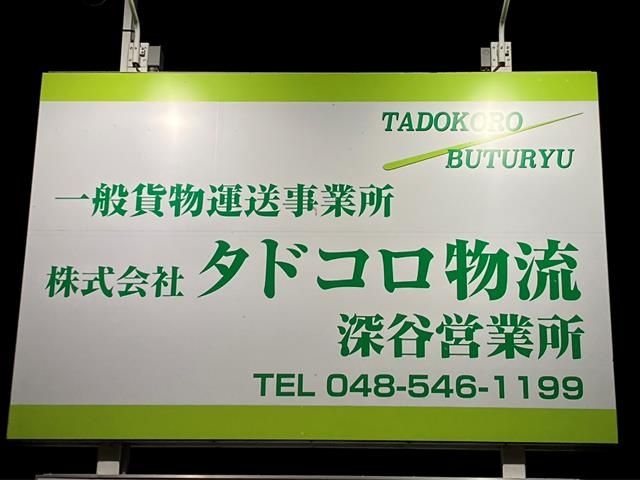 TADOKORO
BUTURYU
一般貨物運送事業所
株式会社 タドコロ物流
深谷営業所
TEL 048-546-1199